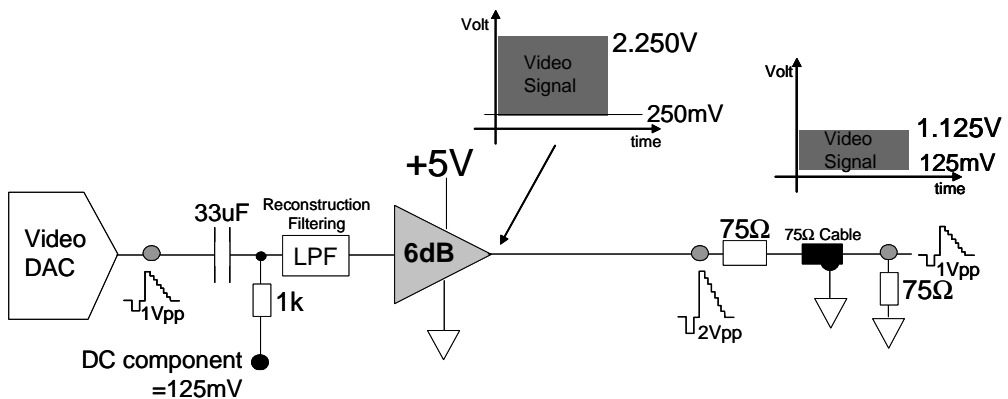 Volt
2.250V
Video
Signal
250mV
time
Volt
1.125V
Video
Signal
125mV
time
+5V
Video
DAC
33uF
Reconstruction
Filtering
LPF
6dB
75Ω
75Ω Cable
1Vpp
1k
2Vpp
1Vpp
75Ω
DC component
=125mV